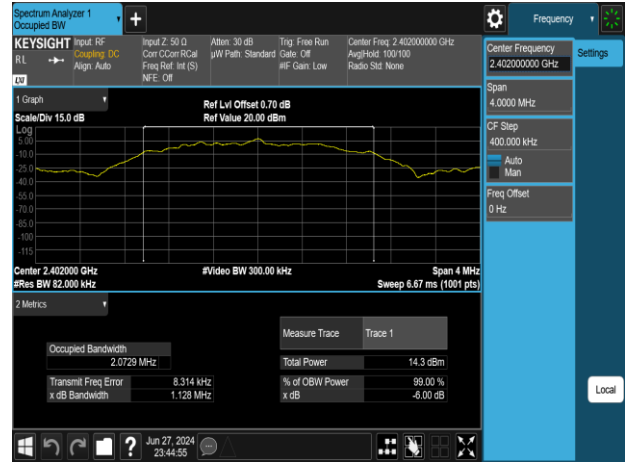 Spectrum Analyzer 1
Occupied BW
Frequency
KEYSIGHT
RL
LXI
Input: RF
Coupling: DC
Align: Auto
Input Z: 50 Ω
Corr CCorr RCal
Freq Ref: Int (S)
NFE: Off
Atten: 30 dB
µW Path: Standard
Trig: Free Run
Gate: Off
#IF Gain: Low
Center Freq: 2.402000000 GHz
Avg|Hold: 100/100
Radio Std: None
Center Frequency
2.402000000 GHz
Settings
Span
4.0000 MHz
CF Step
400.000 kHz
Auto
Man
Freq Offset
0 Hz
Local
1 Graph
Scale/Div 15.0 dB
Ref Lvl Offset 0.70 dB
Ref Value 20.00 dBm
Log
5.00
-10.0
-25.0
-40.0
-55.0
-70.0
-85.0
-100
-115
Center 2.402000 GHz
#Res BW 82.000 kHz
#Video BW 300.00 kHz
Span 4 MHz
Sweep 6.67 ms (1001 pts)
2 Metrics
Measure Trace Trace 1
Occupied Bandwidth
2.0729 MHz
Total Power 14.3 dBm
Transmit Freq Error 8.314 kHz
% of OBW Power 99.00 %
x dB Bandwidth 1.128 MHz
x dB -6.00 dB
?
Jun 27, 2024
23:44:55